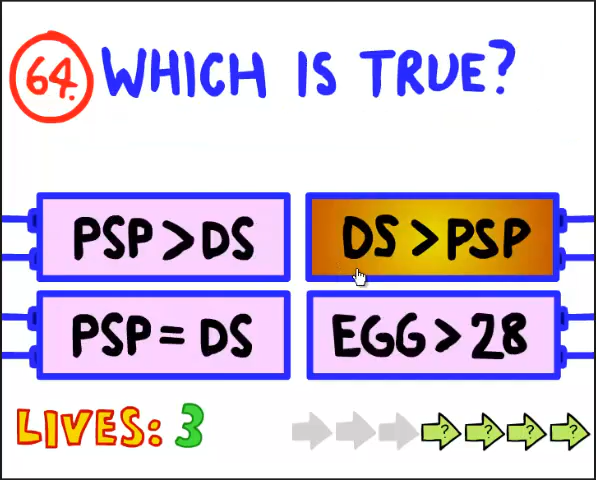 64. WHICH IS TRUE?
PSP > DS
DS > PSP
PSP = DS
EGG > 28
LIVES: 3
? ? ? ?